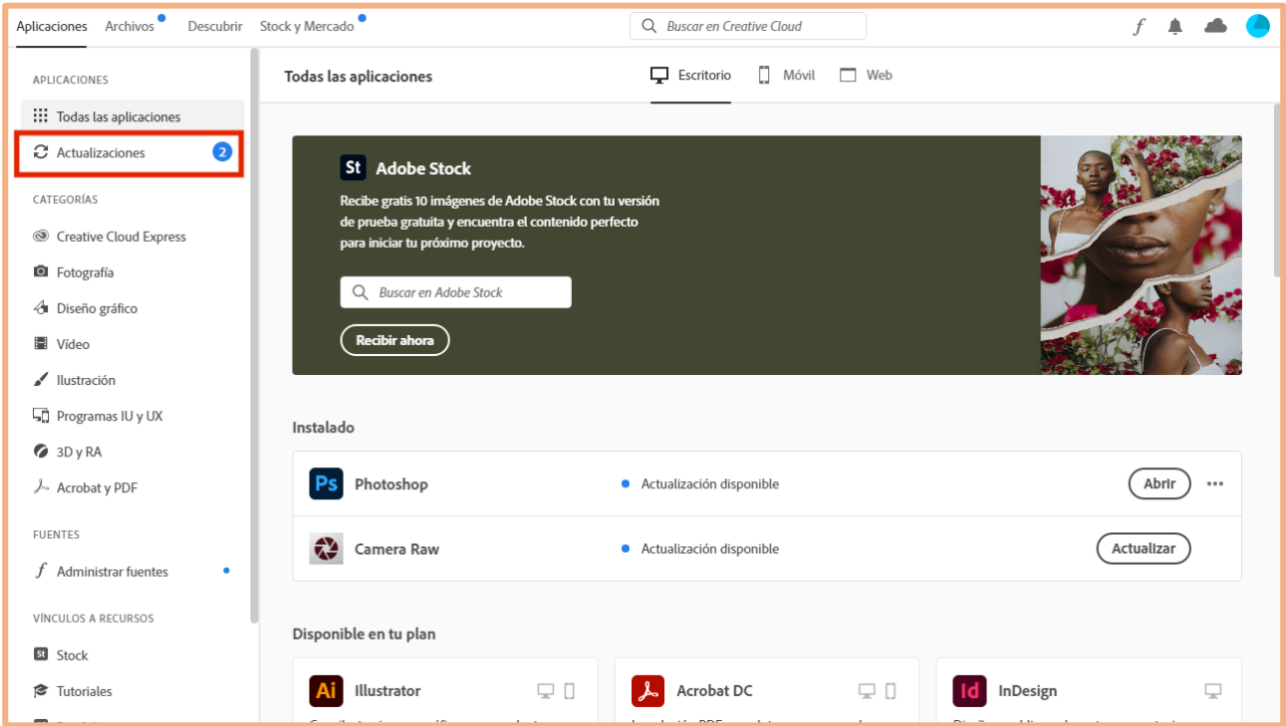 Aplicaciones Archivos Descubrir Stock y Mercado Buscar en Creative Cloud
APLICACIONES
Todas las aplicaciones
Actualizaciones 2
CATEGORÍAS
Creative Cloud Express
Fotografía
Diseño gráfico
Vídeo
Ilustración
Programas IU y UX
3D y RA
Acrobat y PDF
FUENTES
Administrar fuentes
VÍNCULOS A RECURSOS
St Stock
Tutoriales
Todas las aplicaciones Escritorio Móvil Web
St Adobe Stock
Recibe gratis 10 imágenes de Adobe Stock con tu versión
de prueba gratuita y encuentra el contenido perfecto
para iniciar tu próximo proyecto.
Buscar en Adobe Stock
Recibir ahora
Instalado
Ps Photoshop Actualización disponible Abrir
Camera Raw Actualización disponible Actualizar
Disponible en tu plan
Ai Illustrator Acrobat DC Id InDesign